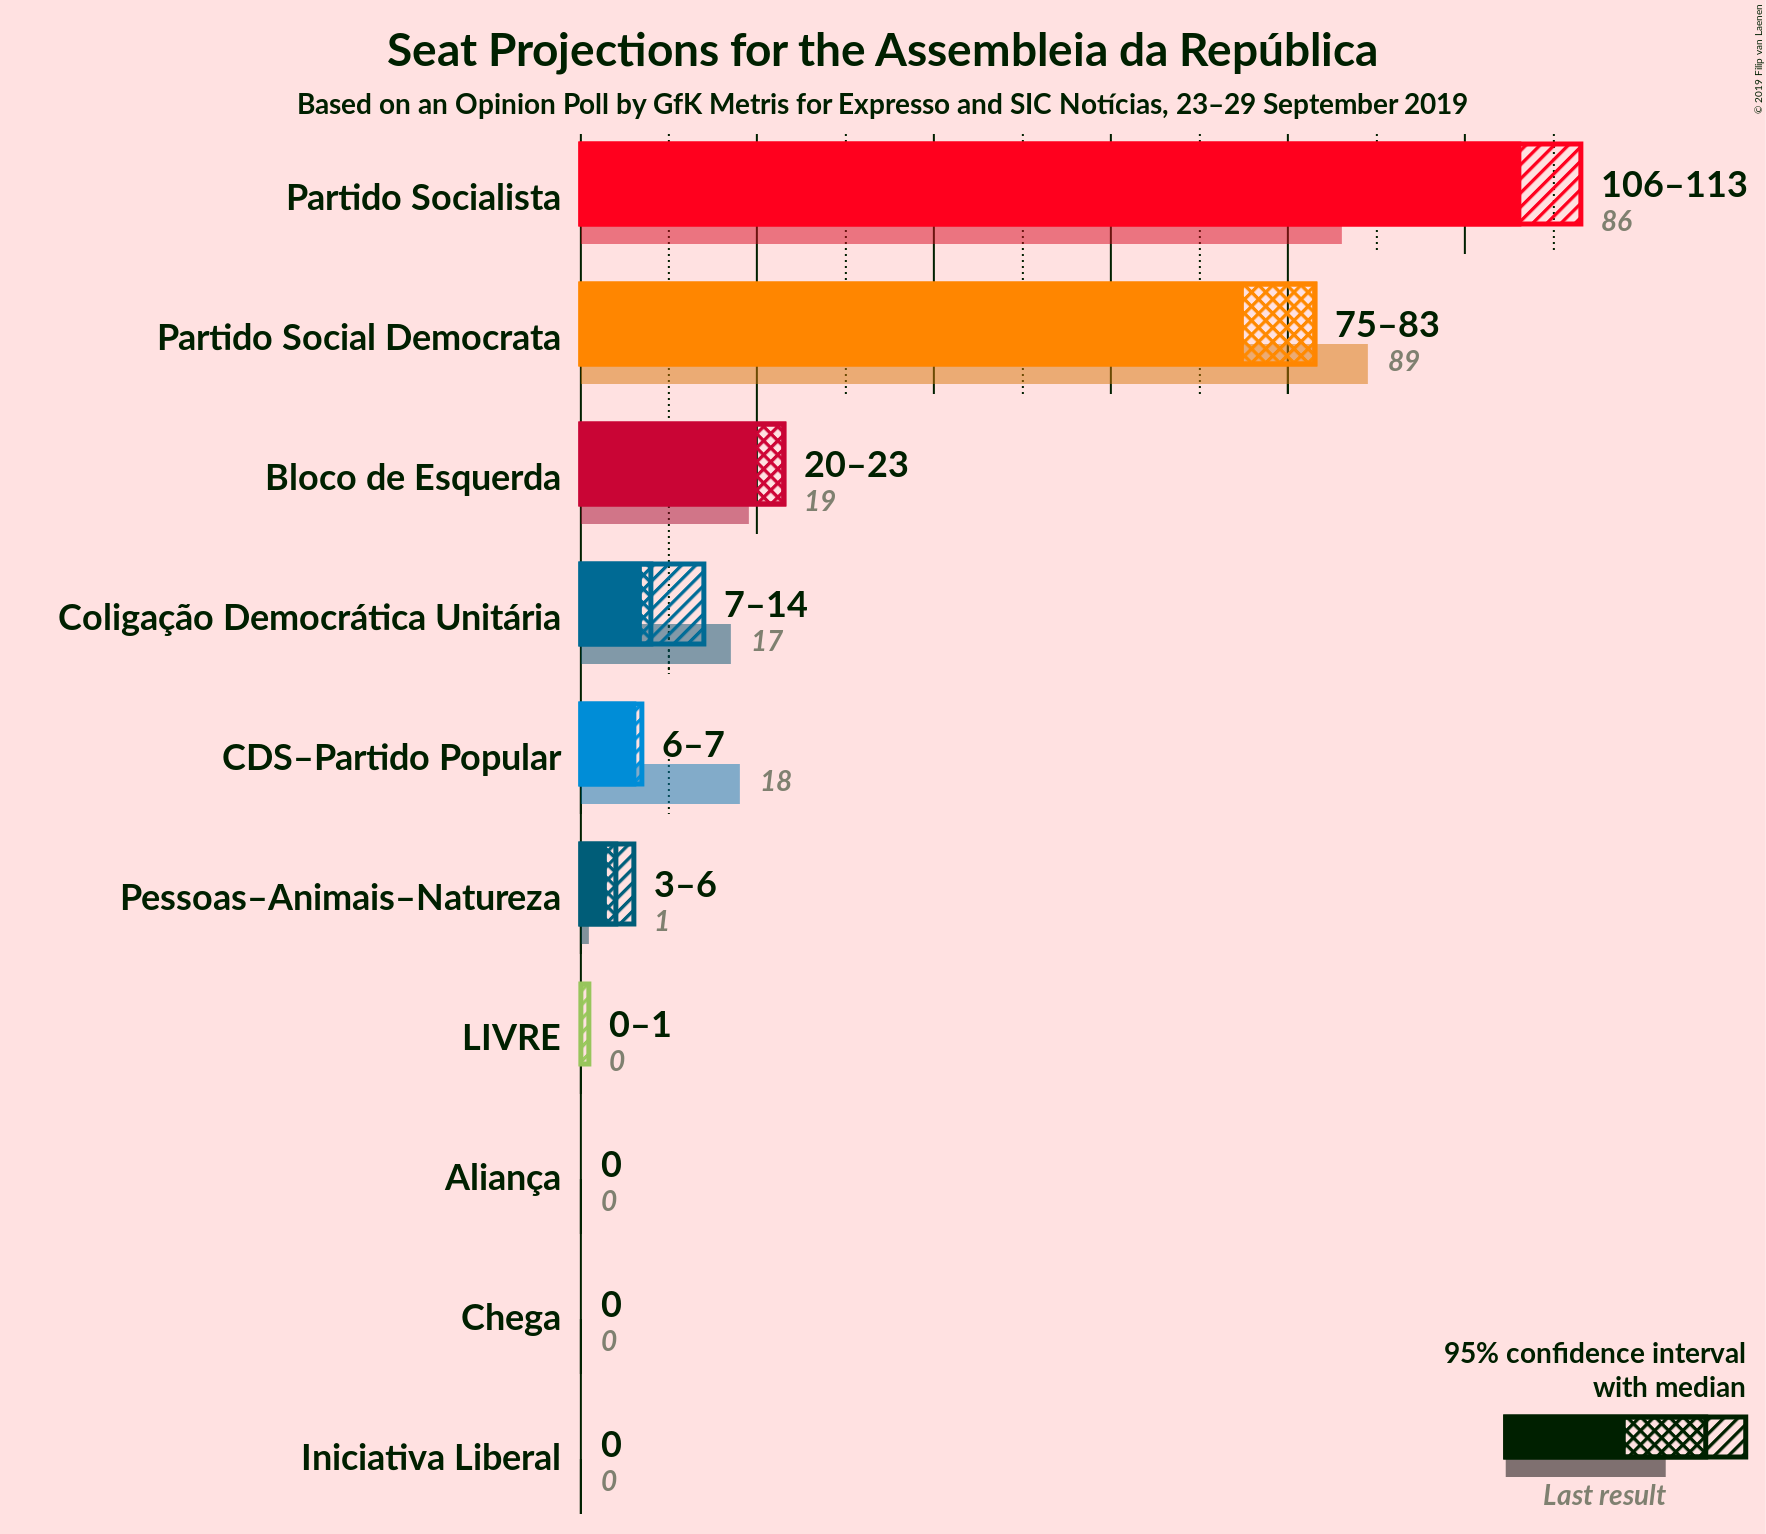 Seat Projections for the Assembleia da República
Based on an Opinion Poll by GfK Metris for Expresso and SIC Notícias, 23–29 September 2019
© 2019 Filip van Laenen
Partido Socialista
106–113
86
Partido Social Democrata
75–83
89
Bloco de Esquerda
20–23
19
Coligação Democrática Unitária
7–14
17
CDS–Partido Popular
6–7
18
Pessoas–Animais–Natureza
3–6
1
LIVRE
0–1
0
Aliança
0
0
Chega
0
0
Iniciativa Liberal
0
0
95% confidence interval
with median
Last result